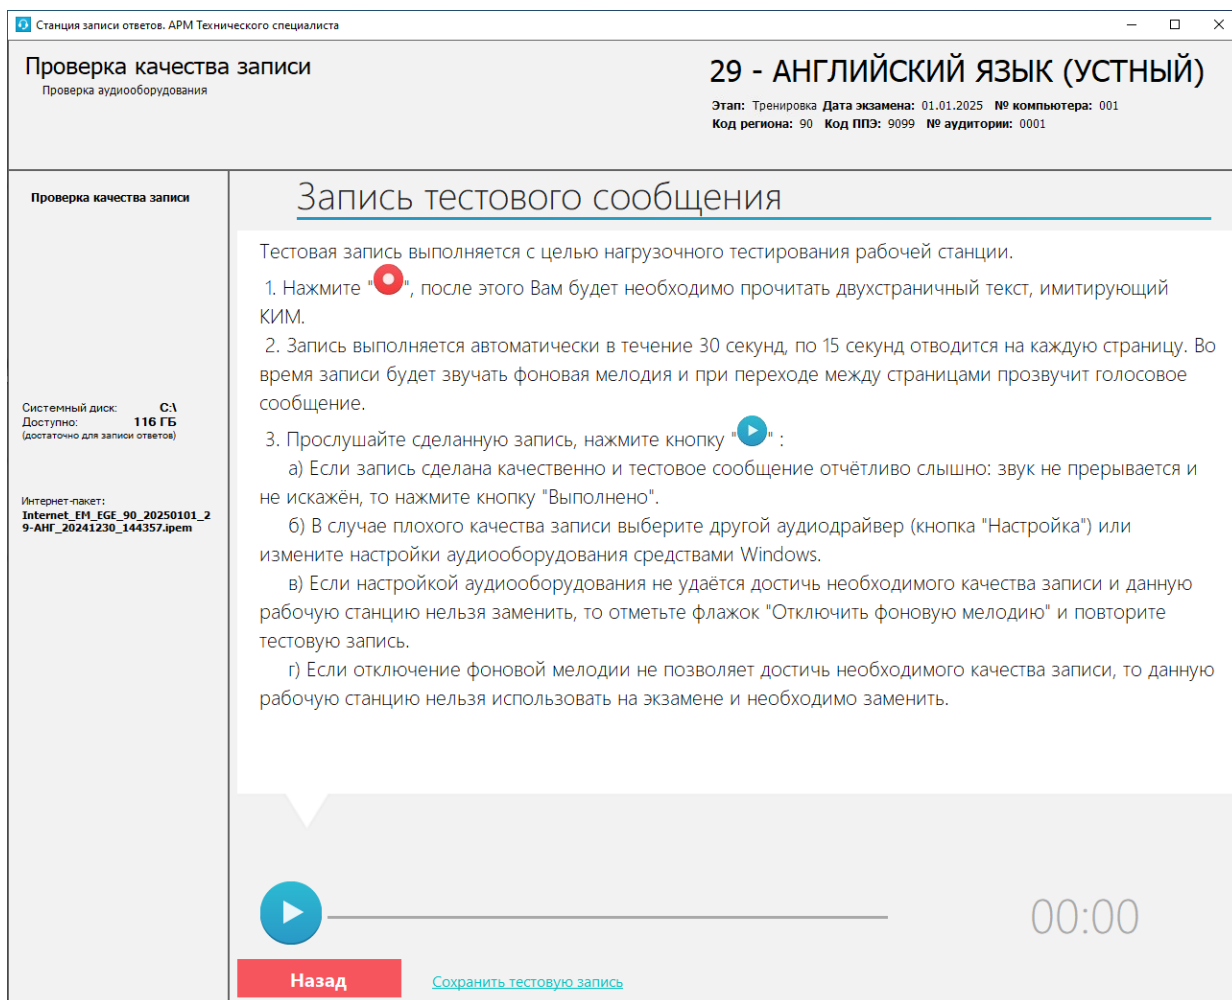 Станция записи ответов. АРМ Технического специалиста
Проверка качества записи
Проверка аудиооборудования
29 - АНГЛИЙСКИЙ ЯЗЫК (УСТНЫЙ)
Этап: Тренировка Дата экзамена: 01.01.2025 № компьютера: 001
Код региона: 90 Код ППЭ: 9099 № аудитории: 0001
Проверка качества записи
Системный диск: C:\
Доступно: 116 ГБ
(достаточно для записи ответов)
Интернет-пакет:
Internet_EM_EGE_90_20250101_2
9-АНГ_20241230_144357.ipem
Запись тестового сообщения
Тестовая запись выполняется с целью нагрузочного тестирования рабочей станции.
1. Нажмите "", после этого Вам будет необходимо прочитать двухстраничный текст, имитирующий
КИМ.
2. Запись выполняется автоматически в течение 30 секунд, по 15 секунд отводится на каждую страницу. Во
время записи будет звучать фоновая мелодия и при переходе между страницами прозвучит голосовое
сообщение.
3. Прослушайте сделанную запись, нажмите кнопку "" :
а) Если запись сделана качественно и тестовое сообщение отчётливо слышно: звук не прерывается и
не искажён, то нажмите кнопку "Выполнено".
б) В случае плохого качества записи выберите другой аудиодрайвер (кнопка "Настройка") или
измените настройки аудиооборудования средствами Windows.
в) Если настройкой аудиооборудования не удаётся достичь необходимого качества записи и данную
рабочую станцию нельзя заменить, то отметьте флажок "Отключить фоновую мелодию" и повторите
тестовую запись.
г) Если отключение фоновой мелодии не позволяет достичь необходимого качества записи, то данную
рабочую станцию нельзя использовать на экзамене и необходимо заменить.
00:00
Назад
Сохранить тестовую запись